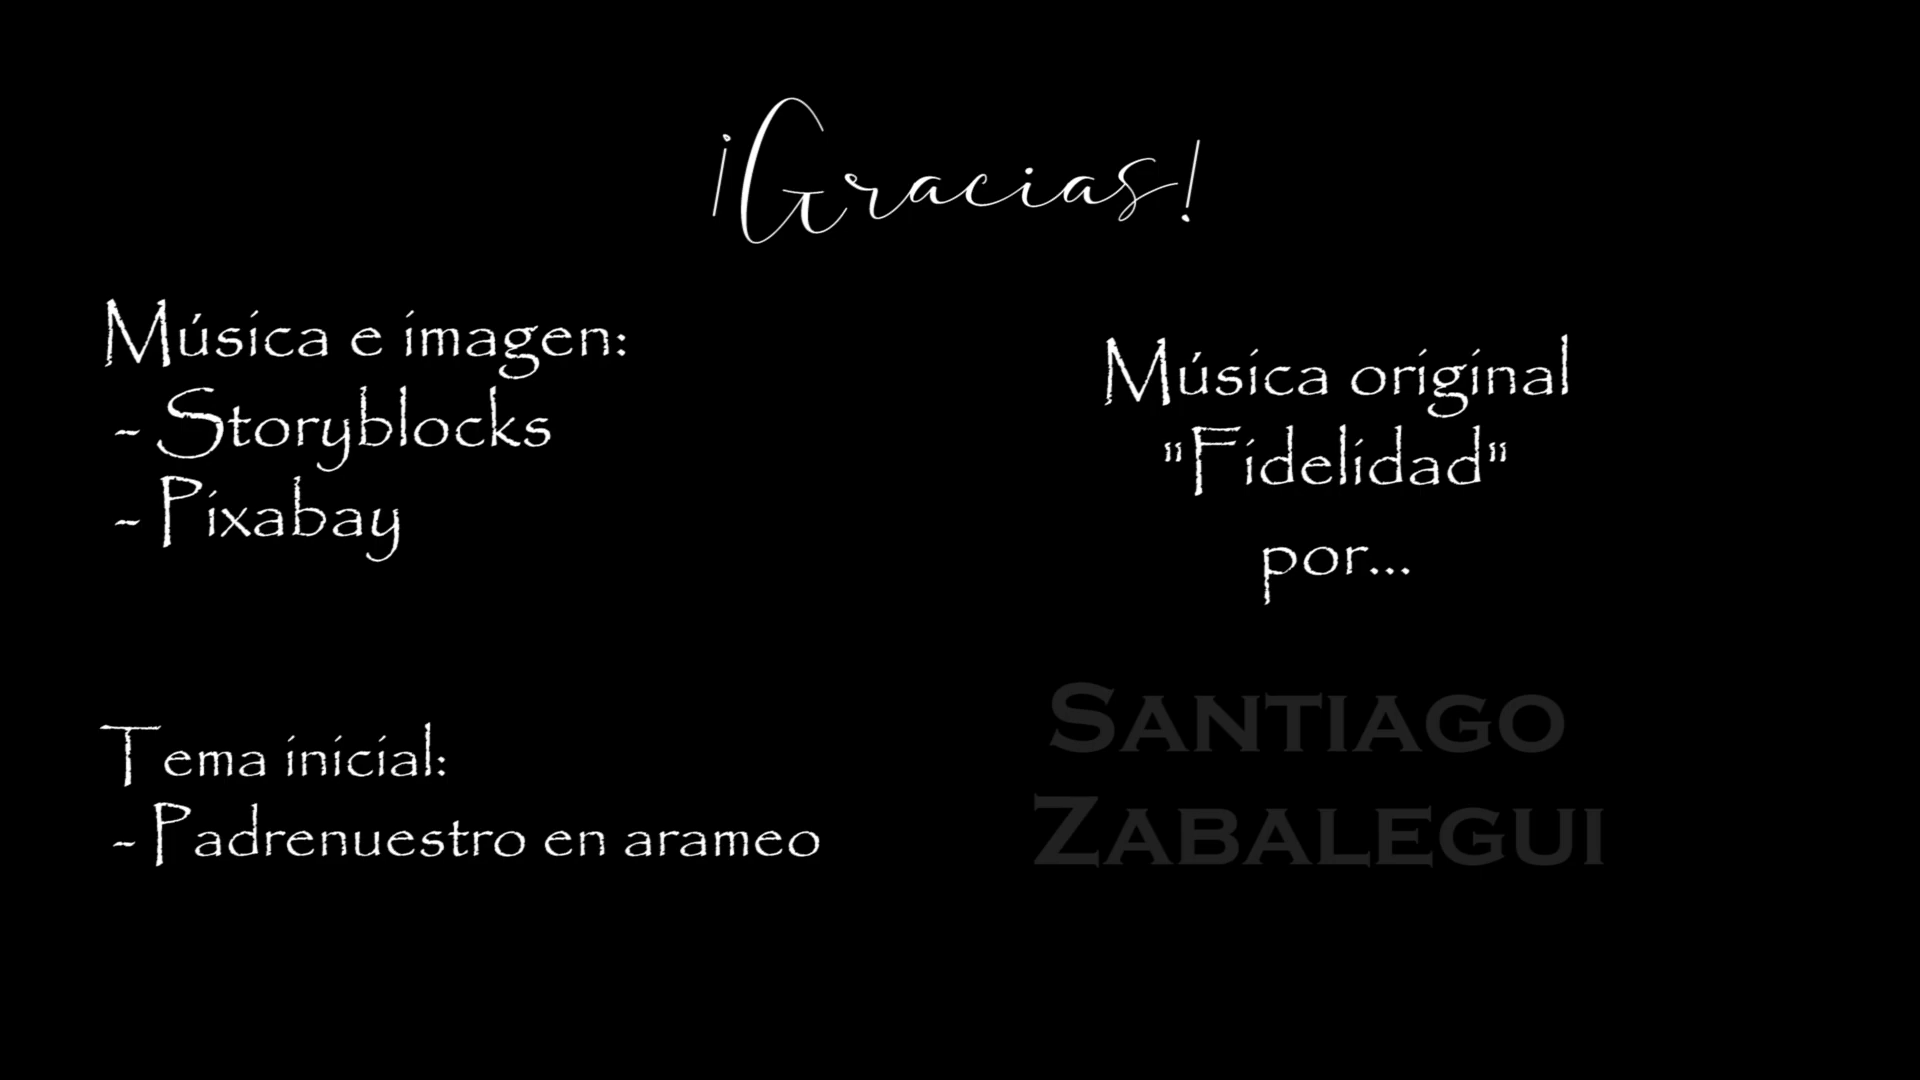 ¡Gracias!
Música e imagen:
- Storyblocks
- Pixabay
Tema inicial:
- Padrenuestro en arameo
Música original
"Fidelidad"
por...
SANTIAGO
ZABALEGUI